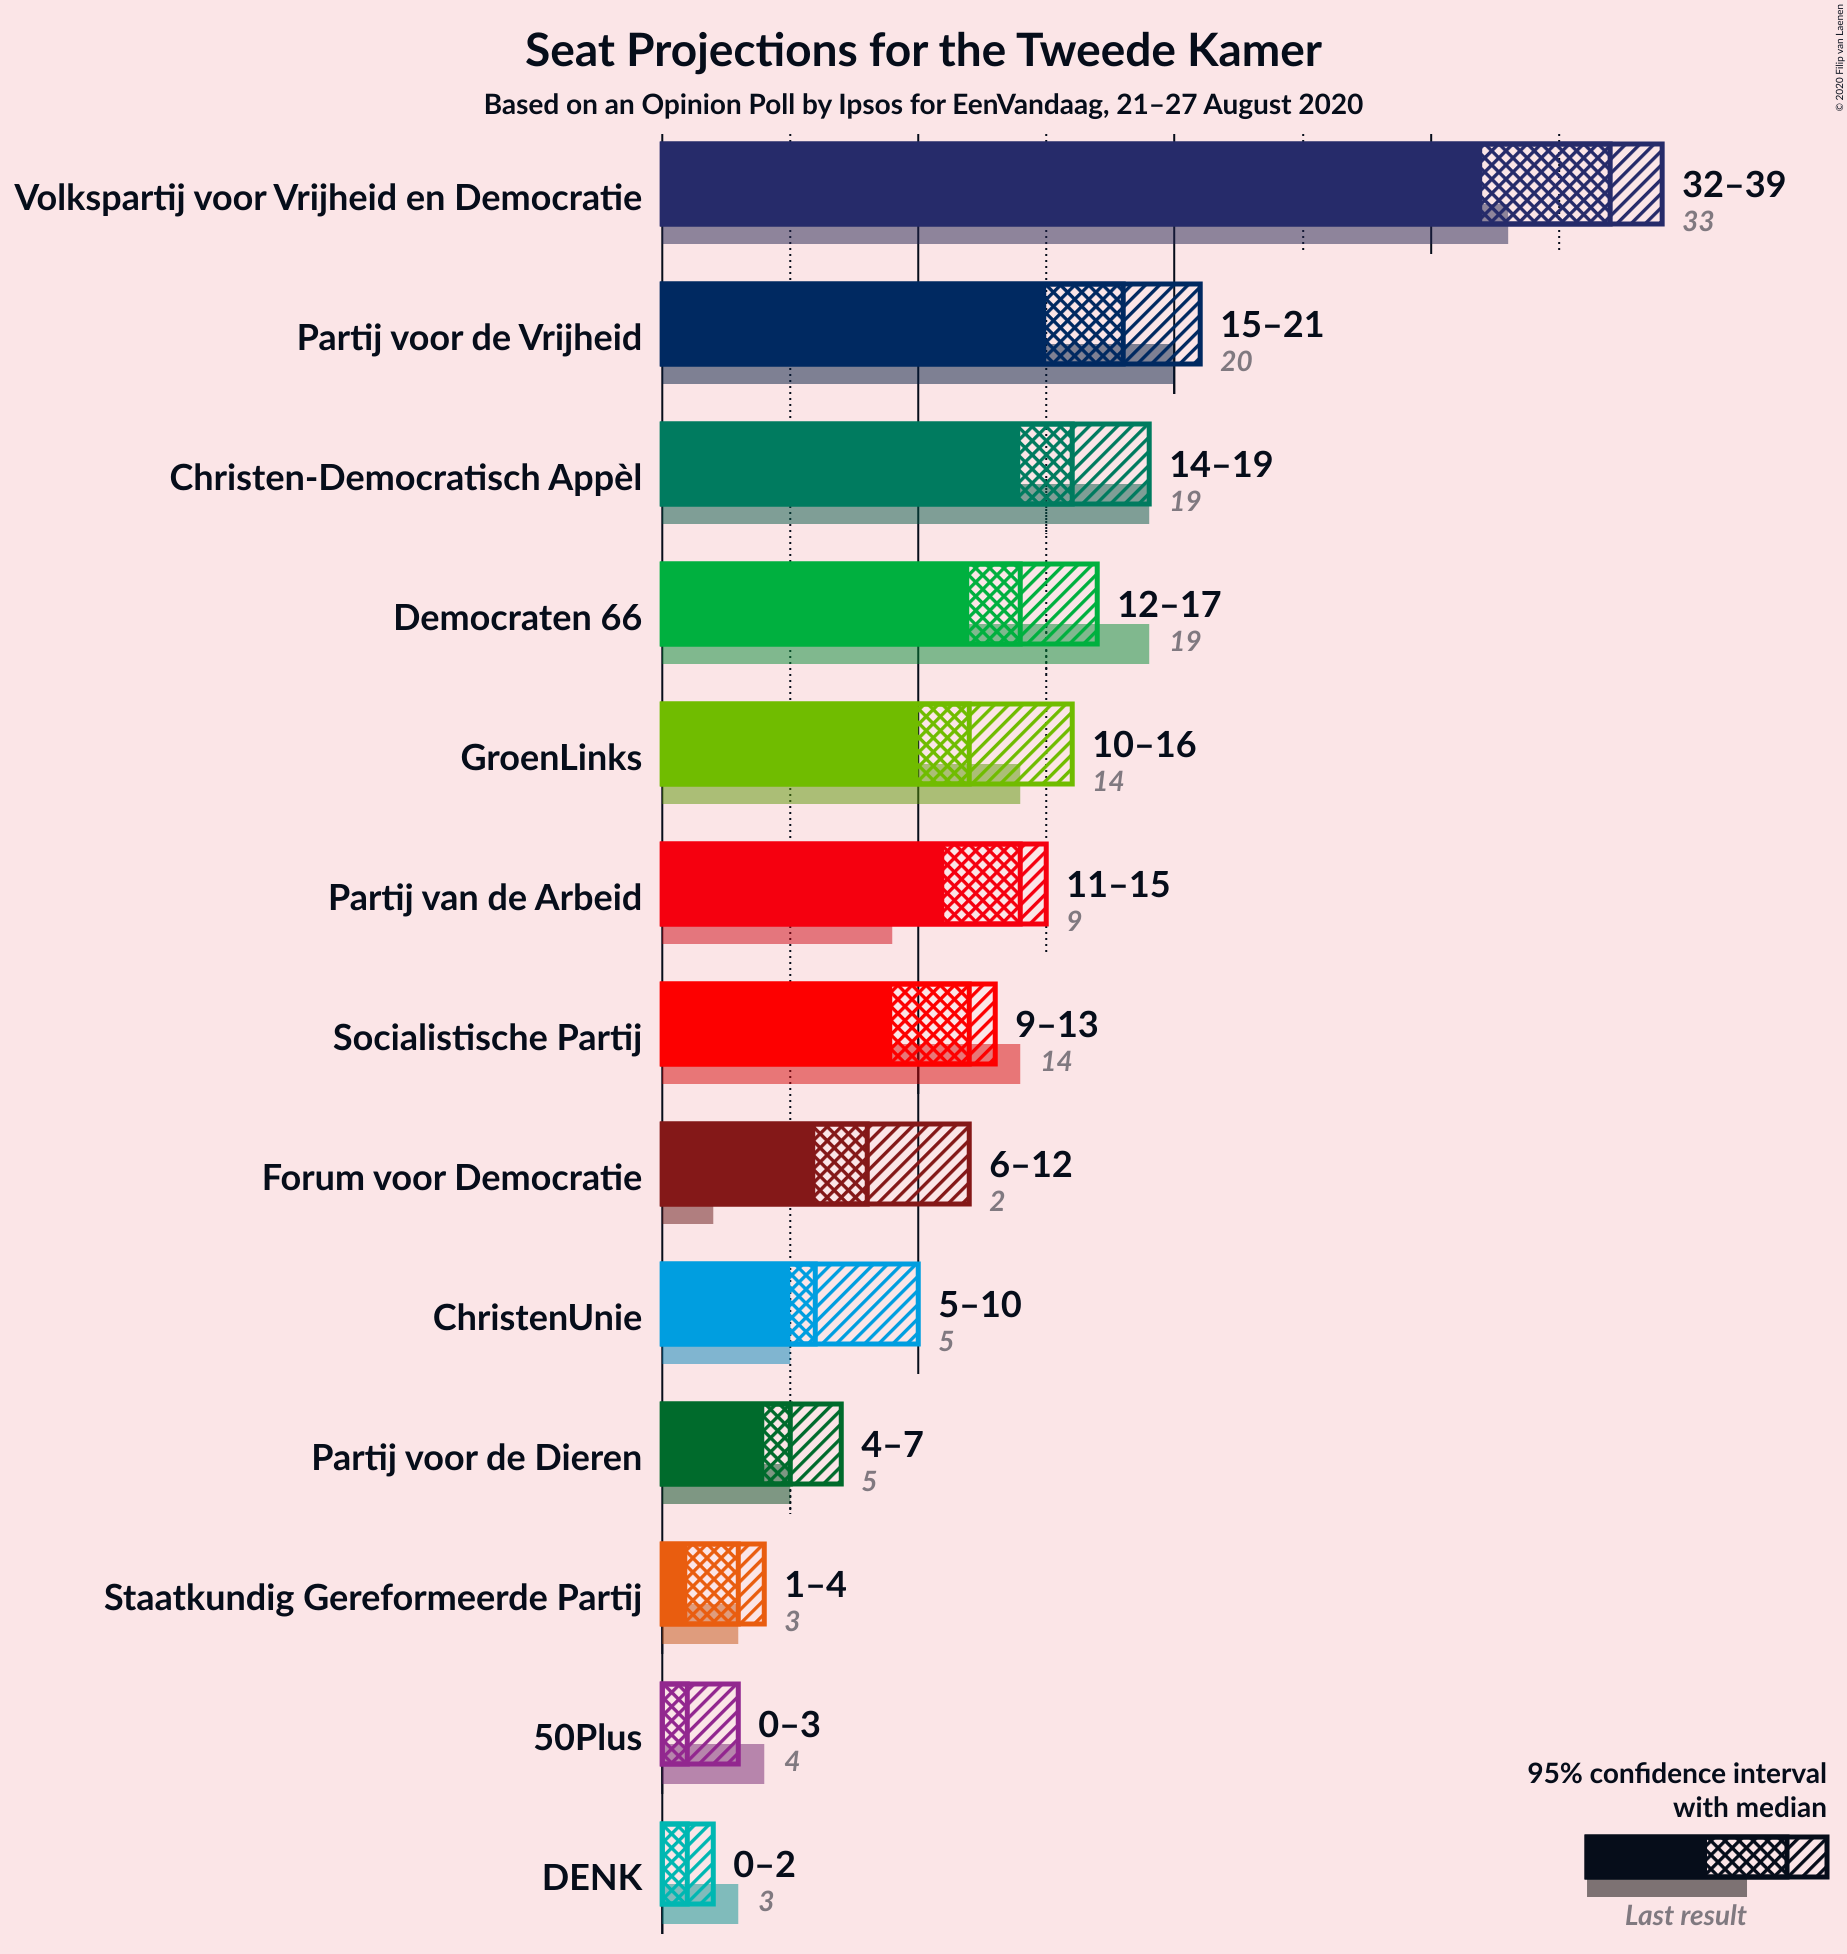 Seat Projections for the Tweede Kamer
Based on an Opinion Poll by Ipsos for EenVandaag, 21–27 August 2020
© 2020 Filip van Laenen
Volkspartij voor Vrijheid en Democratie
32–39
33
Partij voor de Vrijheid
15–21
20
Christen-Democratisch Appèl
14–19
19
Democraten 66
12–17
19
GroenLinks
10–16
14
Partij van de Arbeid
11–15
9
Socialistische Partij
9–13
14
Forum voor Democratie
6–12
2
ChristenUnie
5–10
5
Partij voor de Dieren
4–7
5
Staatkundig Gereformeerde Partij
1–4
3
50Plus
0–3
4
DENK
0–2
3
95% confidence interval
with median
Last result